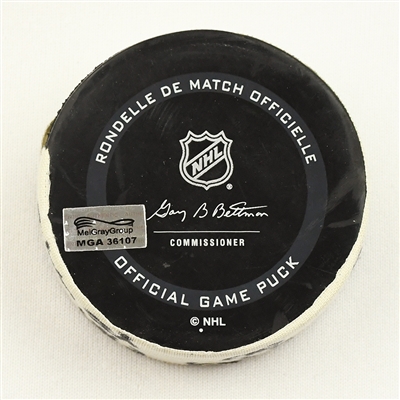 RONDELLE DE MATCH OFFICIELLE
NHL
Gary B Bettman
COMMISSIONER
MeiGrayGroup
MGA 36107
OFFICIAL GAME PUCK
© NHL